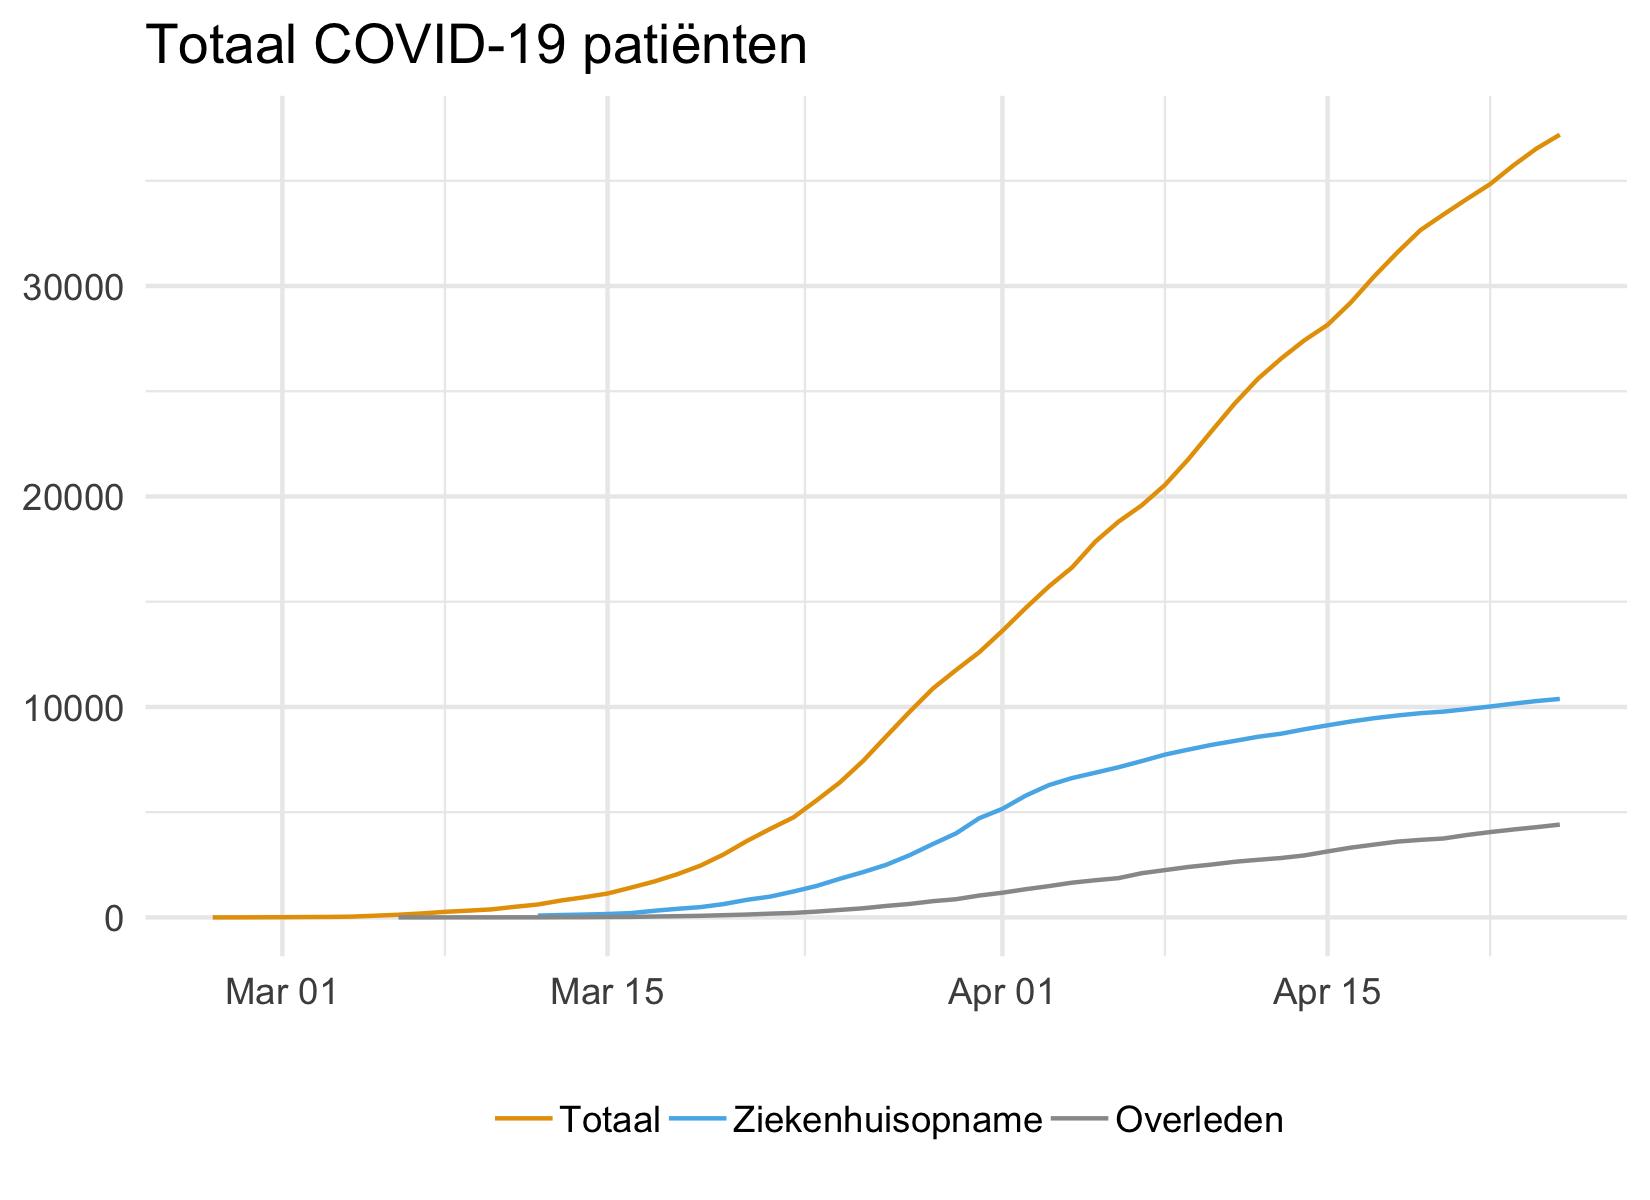 Totaal COVID-19 patiënten
30000
20000
10000
0
Mar 01 Mar 15 Apr 01 Apr 15
Totaal Ziekenhuisopname Overleden